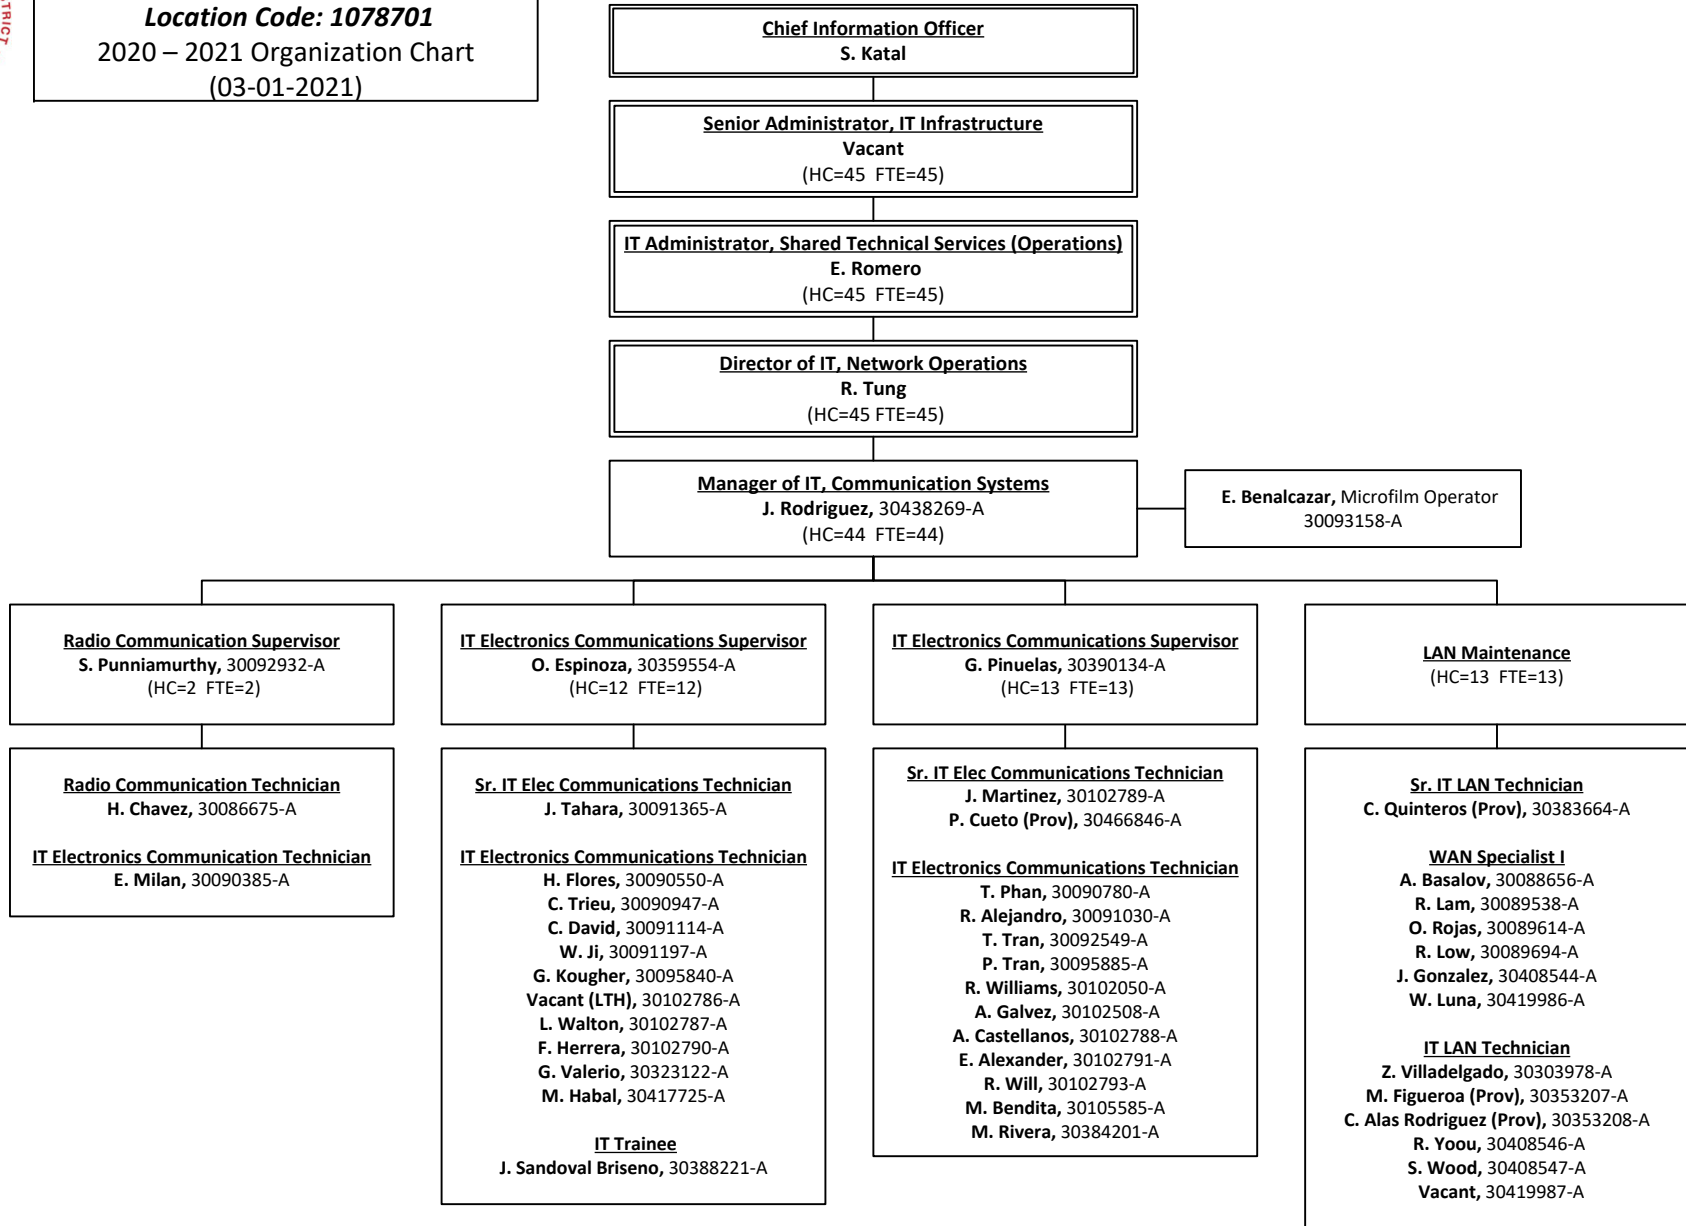 TRICT
Location Code: 1078701
2020 – 2021 Organization Chart
(03-01-2021)
Chief Information Officer
S. Katal
Senior Administrator, IT Infrastructure
Vacant
(HC=45 FTE=45)
IT Administrator, Shared Technical Services (Operations)
E. Romero
(HC=45 FTE=45)
Director of IT, Network Operations
R. Tung
(HC=45 FTE=45)
Manager of IT, Communication Systems
J. Rodriguez, 30438269-A
(HC=44 FTE=44)
E. Benalcazar, Microfilm Operator
30093158-A
Radio Communication Supervisor
S. Punniamurthy, 30092932-A
(HC=2 FTE=2)
IT Electronics Communications Supervisor
O. Espinoza, 30359554-A
(HC=12 FTE=12)
IT Electronics Communications Supervisor
G. Pinuelas, 30390134-A
(HC=13 FTE=13)
LAN Maintenance
(HC=13 FTE=13)
Radio Communication Technician
H. Chavez, 30086675-A
IT Electronics Communication Technician
E. Milan, 30090385-A
Sr. IT Elec Communications Technician
J. Tahara, 30091365-A
IT Electronics Communications Technician
H. Flores, 30090550-A
C. Trieu, 30090947-A
C. David, 30091114-A
W. Ji, 30091197-A
G. Kougher, 30095840-A
Vacant (LTH), 30102786-A
L. Walton, 30102787-A
F. Herrera, 30102790-A
G. Valerio, 30323122-A
M. Habal, 30417725-A
IT Trainee
J. Sandoval Briseno, 30388221-A
Sr. IT Elec Communications Technician
J. Martinez, 30102789-A
P. Cueto (Prov), 30466846-A
IT Electronics Communications Technician
T. Phan, 30090780-A
R. Alejandro, 30091030-A
T. Tran, 30092549-A
P. Tran, 30095885-A
R. Williams, 30102050-A
A. Galvez, 30102508-A
A. Castellanos, 30102788-A
E. Alexander, 30102791-A
R. Will, 30102793-A
M. Bendita, 30105585-A
M. Rivera, 30384201-A
Sr. IT LAN Technician
C. Quinteros (Prov), 30383664-A
WAN Specialist I
A. Basalov, 30088656-A
R. Lam, 30089538-A
O. Rojas, 30089614-A
R. Low, 30089694-A
J. Gonzalez, 30408544-A
W. Luna, 30419986-A
IT LAN Technician
Z. Villadelgado, 30303978-A
M. Figueroa (Prov), 30353207-A
C. Alas Rodriguez (Prov), 30353208-A
R. Yoou, 30408546-A
S. Wood, 30408547-A
Vacant, 30419987-A